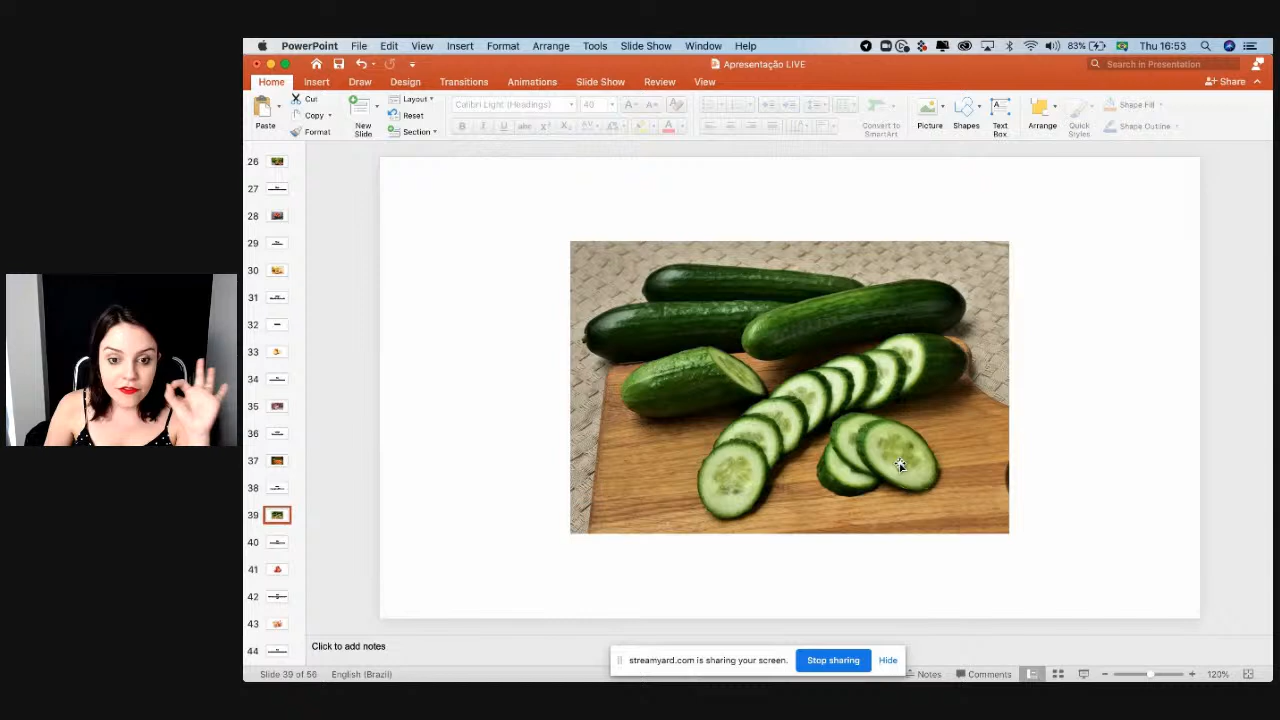 PowerPoint File Edit View Insert Format Arrange Tools Slide Show Window Help 83% Thu 16:53
Apresentação LIVE
Search in Presentation
Home Insert Draw Design Transitions Animations Slide Show Review View Share
Paste
Cut
Copy
Format
New Slide
Layout
Reset
Section
Calibri Light (Headings) 40
Convert to SmartArt
Picture
Shapes
Text Box
Arrange
Quick Styles
Shape Fill
Shape Outline
26
27
28
29
30
31
32
33
34
35
36
37
38
39
40
41
42
43
44
Click to add notes
streamyard.com is sharing your screen. Stop sharing Hide
Slide 39 of 56 English (Brazil) Notes Comments 120%